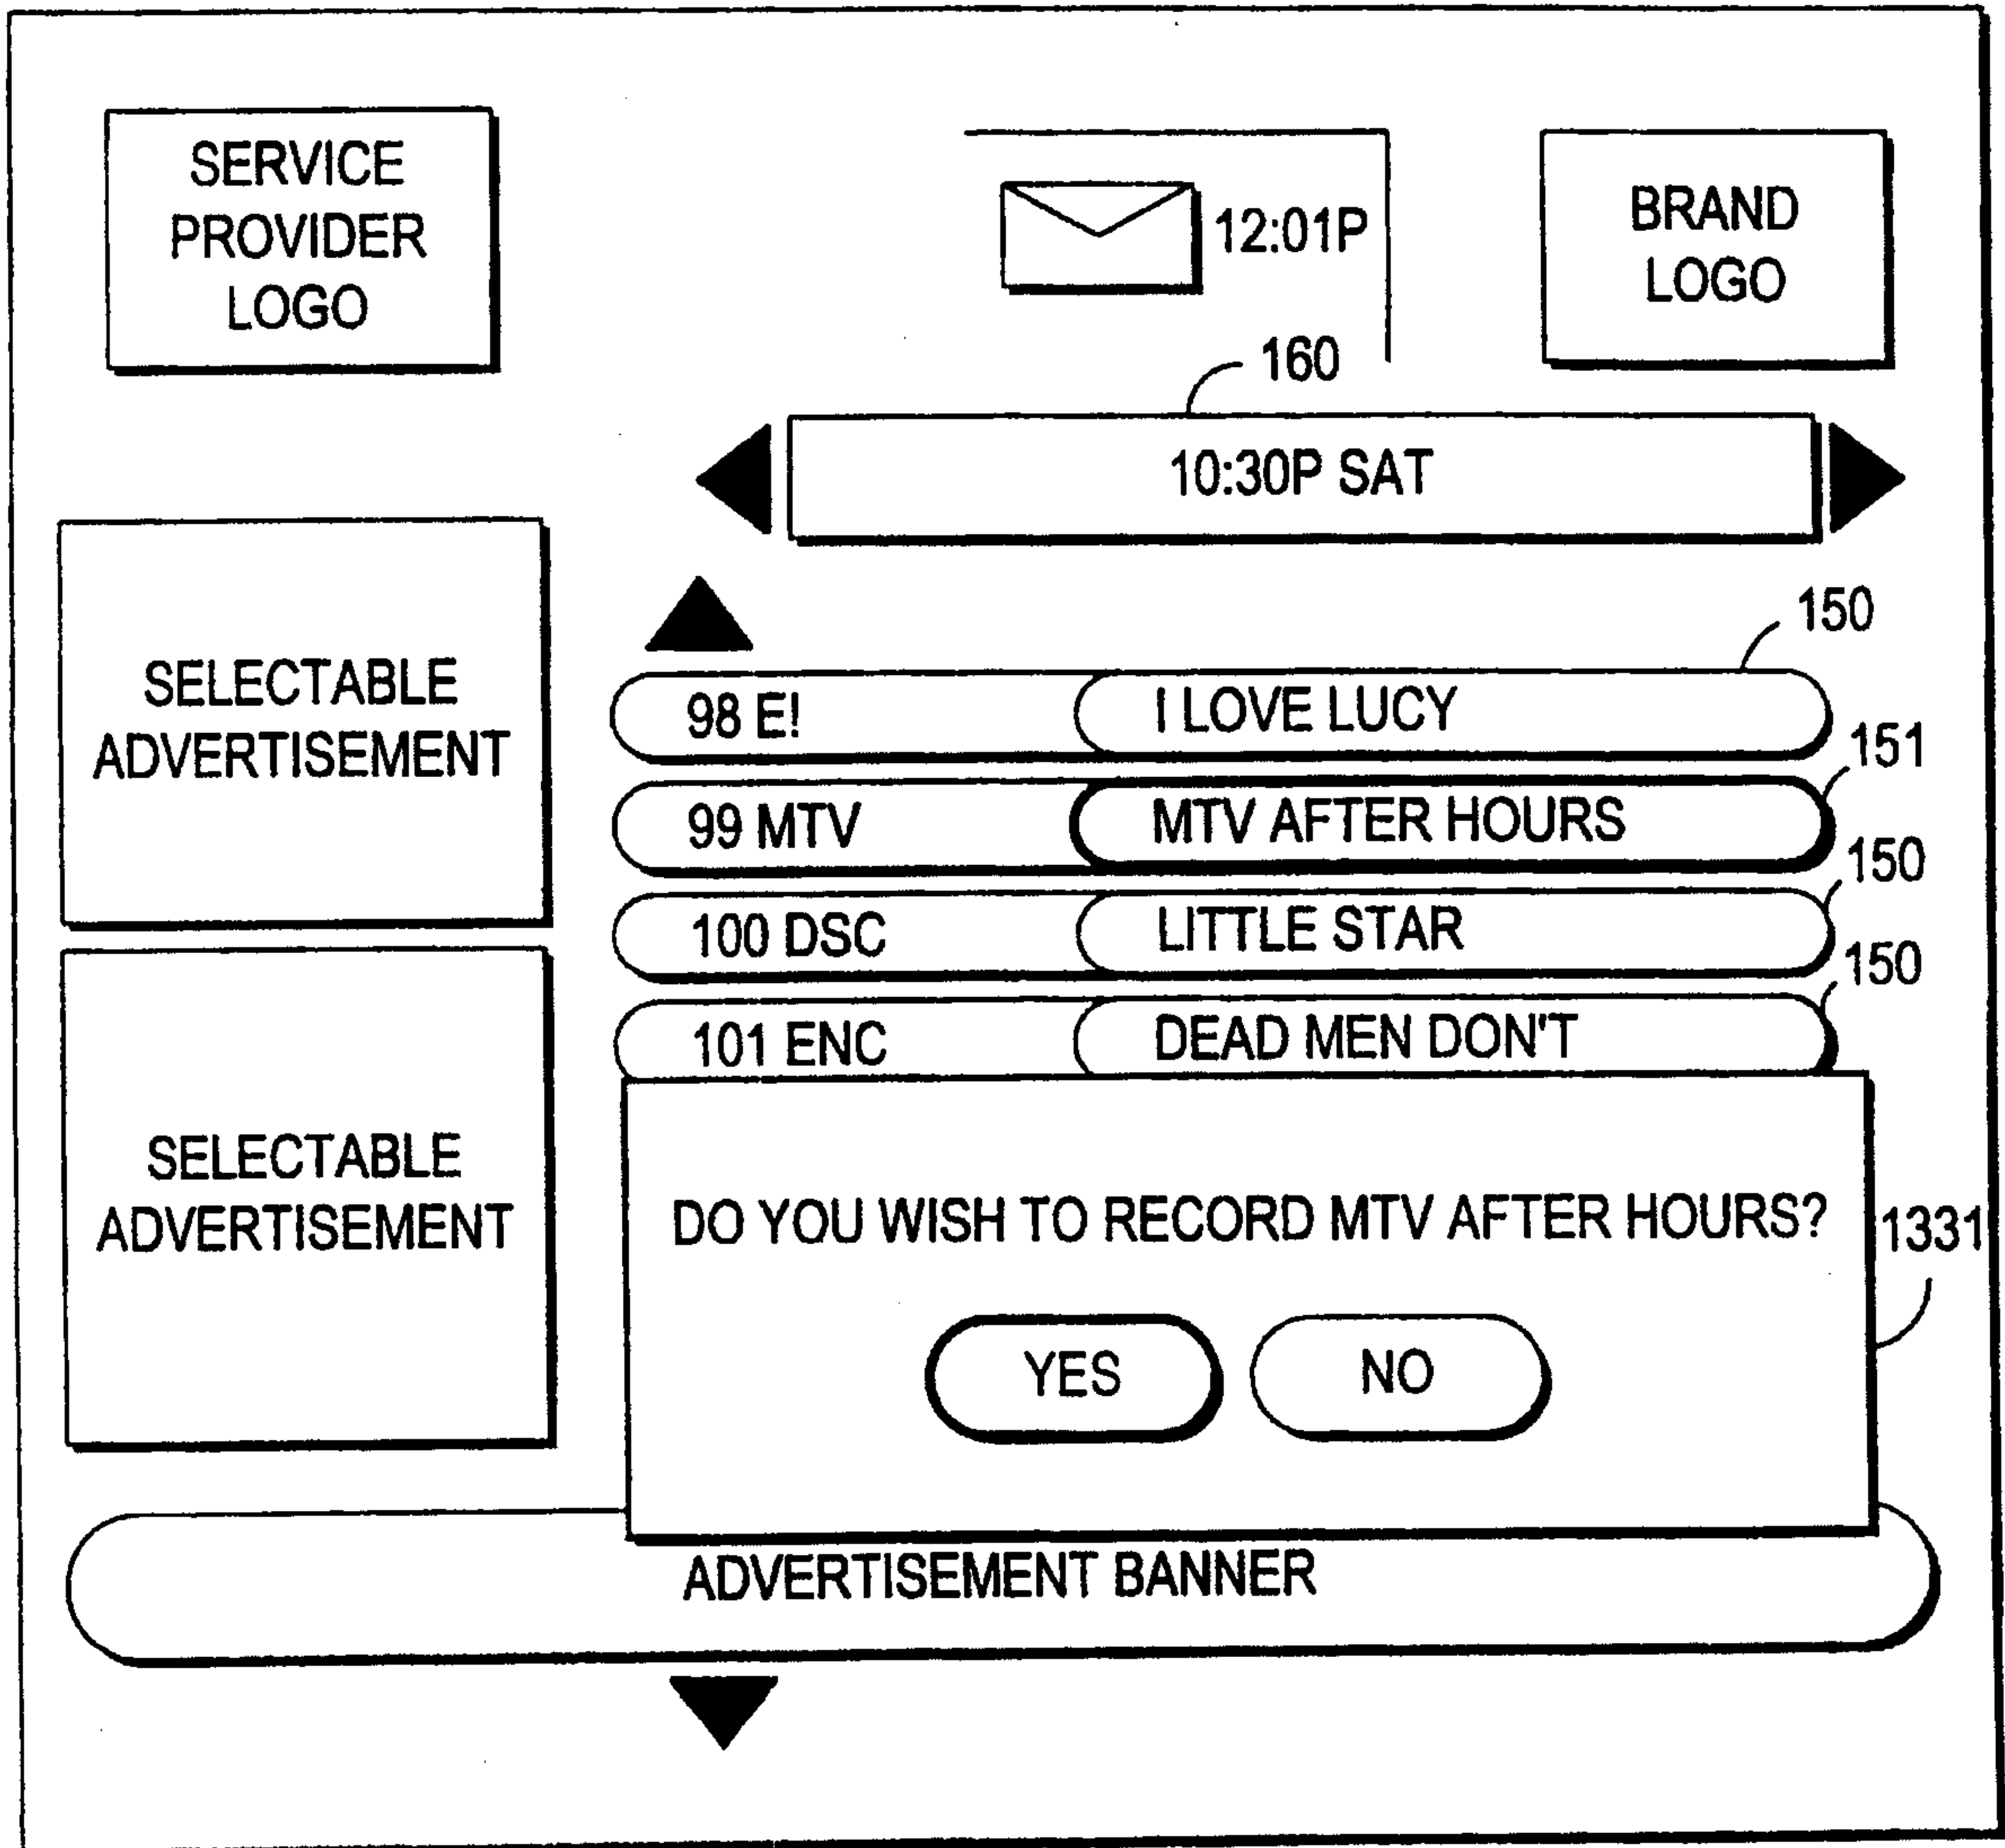 SERVICE
PROVIDER
LOGO
12:01P
BRAND
LOGO
160
10:30P SAT
SELECTABLE
ADVERTISEMENT
150
98 E! I LOVE LUCY
151
99 MTV MTV AFTER HOURS
150
100 DSC LITTLE STAR
150
101 ENC DEAD MEN DON'T
SELECTABLE
ADVERTISEMENT
DO YOU WISH TO RECORD MTV AFTER HOURS?
1331
YES NO
ADVERTISEMENT BANNER